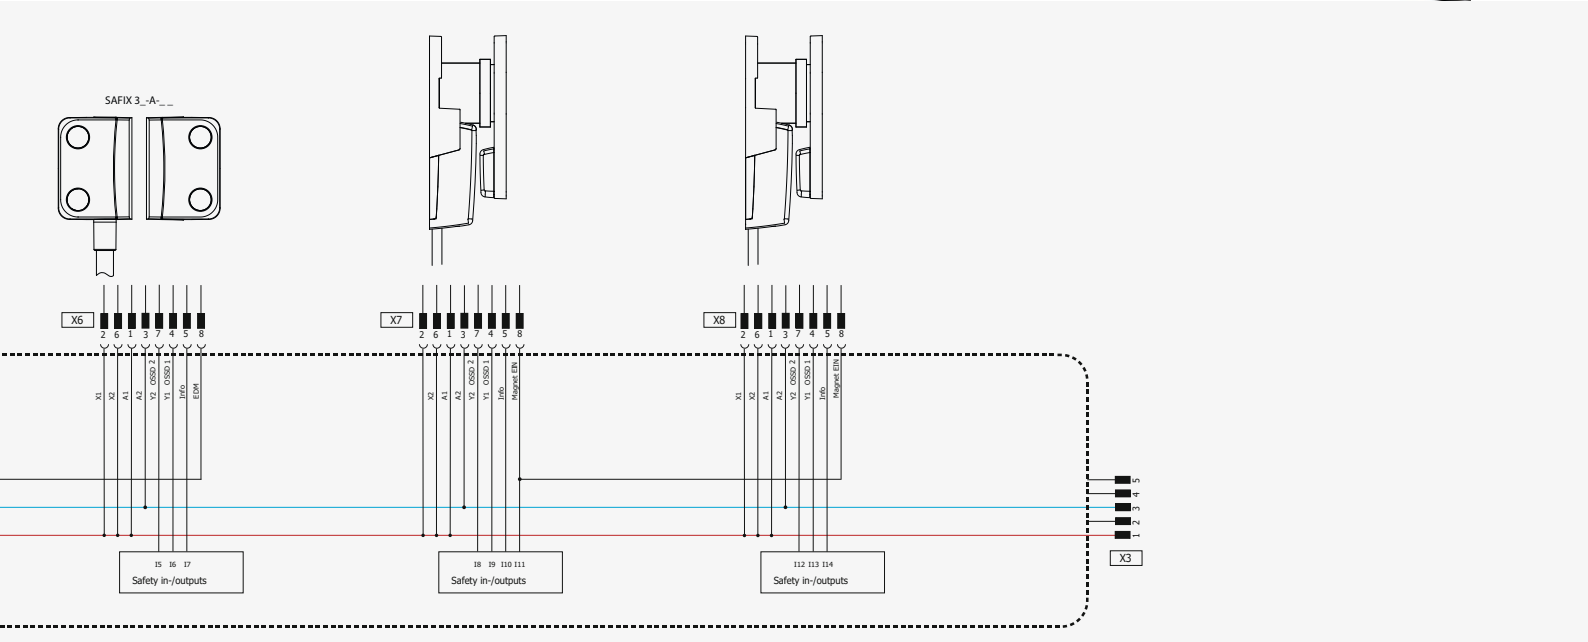 SAFIX 3_-A-_ _
X6
2 6 1 3 7 4 5 8
X7
2 6 1 3 7 4 5 8
X8
2 6 1 3 7 4 5 8
X1
X2
A1
A2
Y2 OSSD 2
Y1 OSSD 1
Info
EDM
X2
A1
A2
Y2 OSSD 2
Y1 OSSD 1
Info
Magnet EIN
X1
X2
A1
A2
Y2 OSSD 2
Y1 OSSD 1
Info
Magnet EIN
5
4
3
2
1
X3
I5 I6 I7
Safety in-/outputs
I8 I9 I10 I11
Safety in-/outputs
I12 I13 I14
Safety in-/outputs